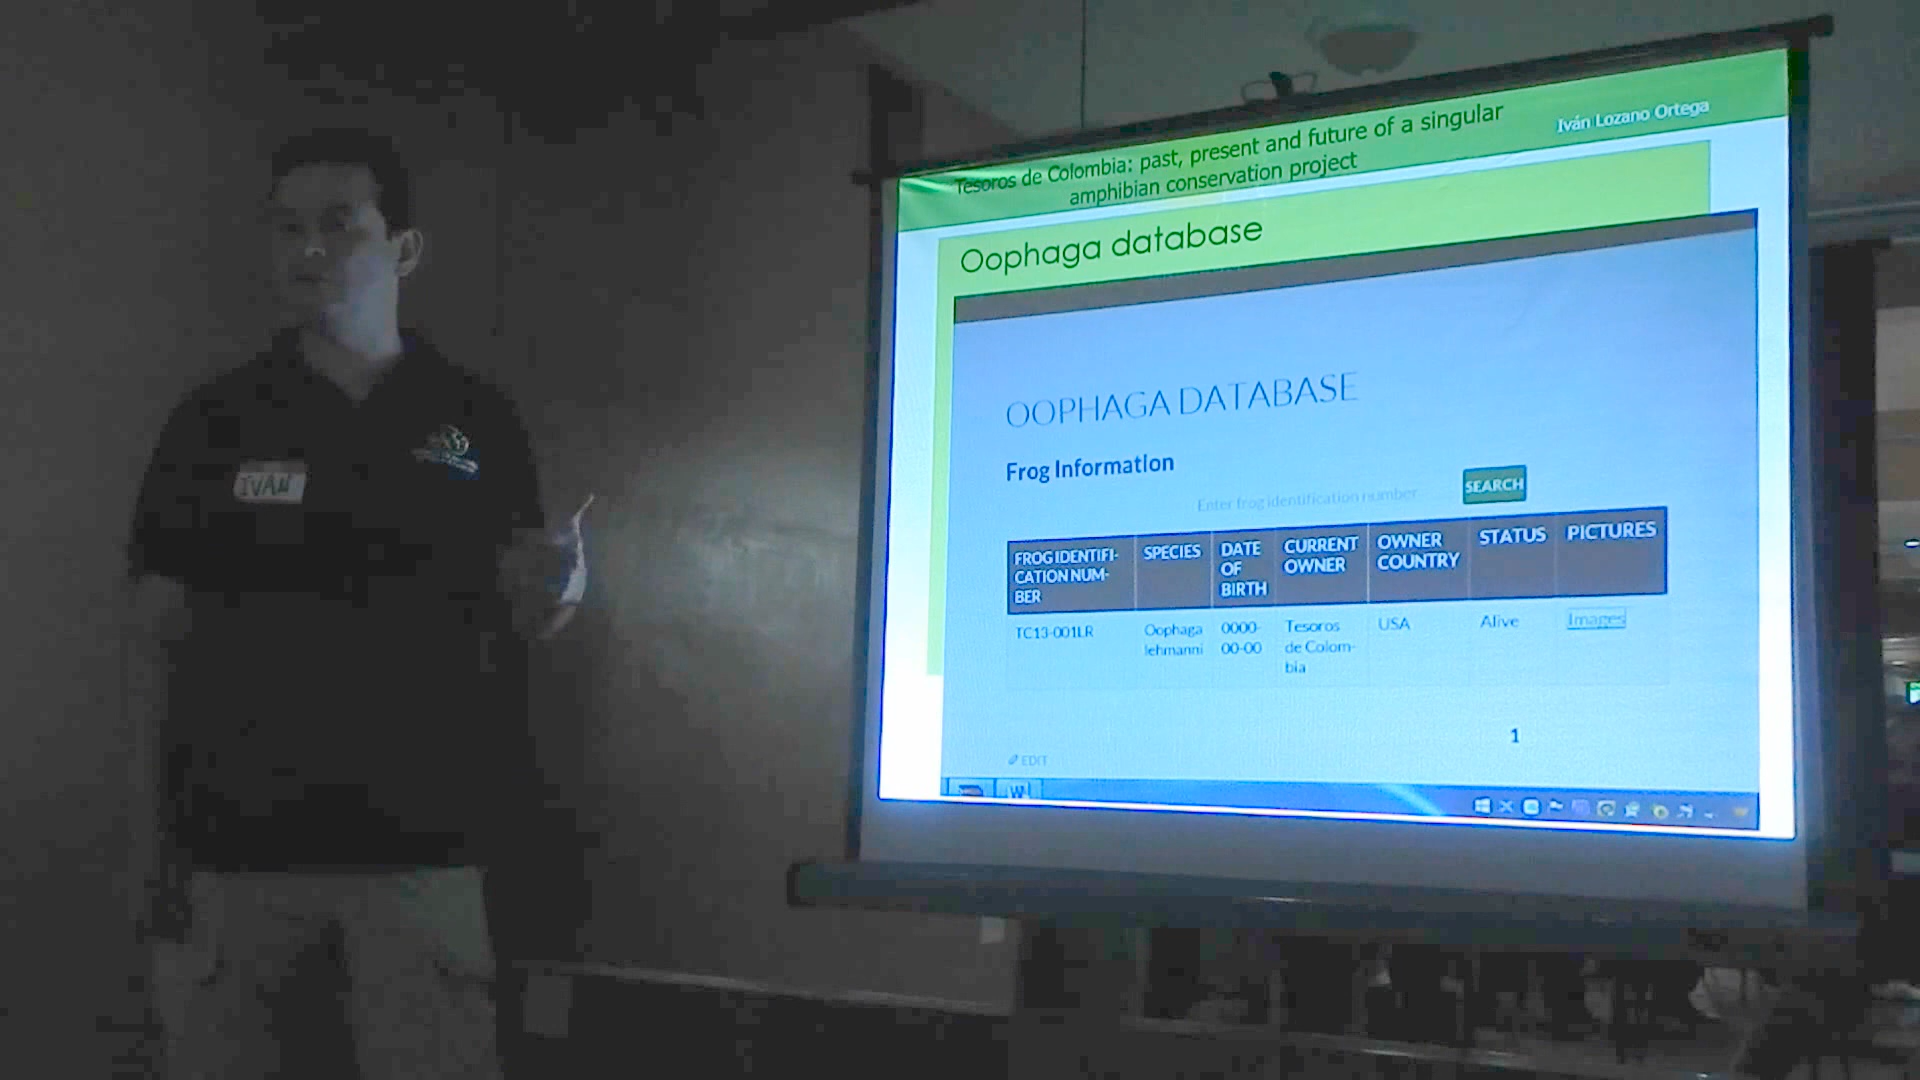 IVAN
Tesoros de Colombia: past, present and future of a singular
amphibian conservation project
Iván Lozano Ortega
Oophaga database
OOPHAGA DATABASE
Frog Information
Enter frog identification number
SEARCH
FROG IDENTIFI-
CATION NUM-
BER
SPECIES
DATE
OF
BIRTH
CURRENT
OWNER
OWNER
COUNTRY
STATUS
PICTURES
TC13-001LR
Oophaga
lehmanni
0000-
00-00
Tesoros
de Colom-
bia
USA
Alive
Images
1
EDIT
W